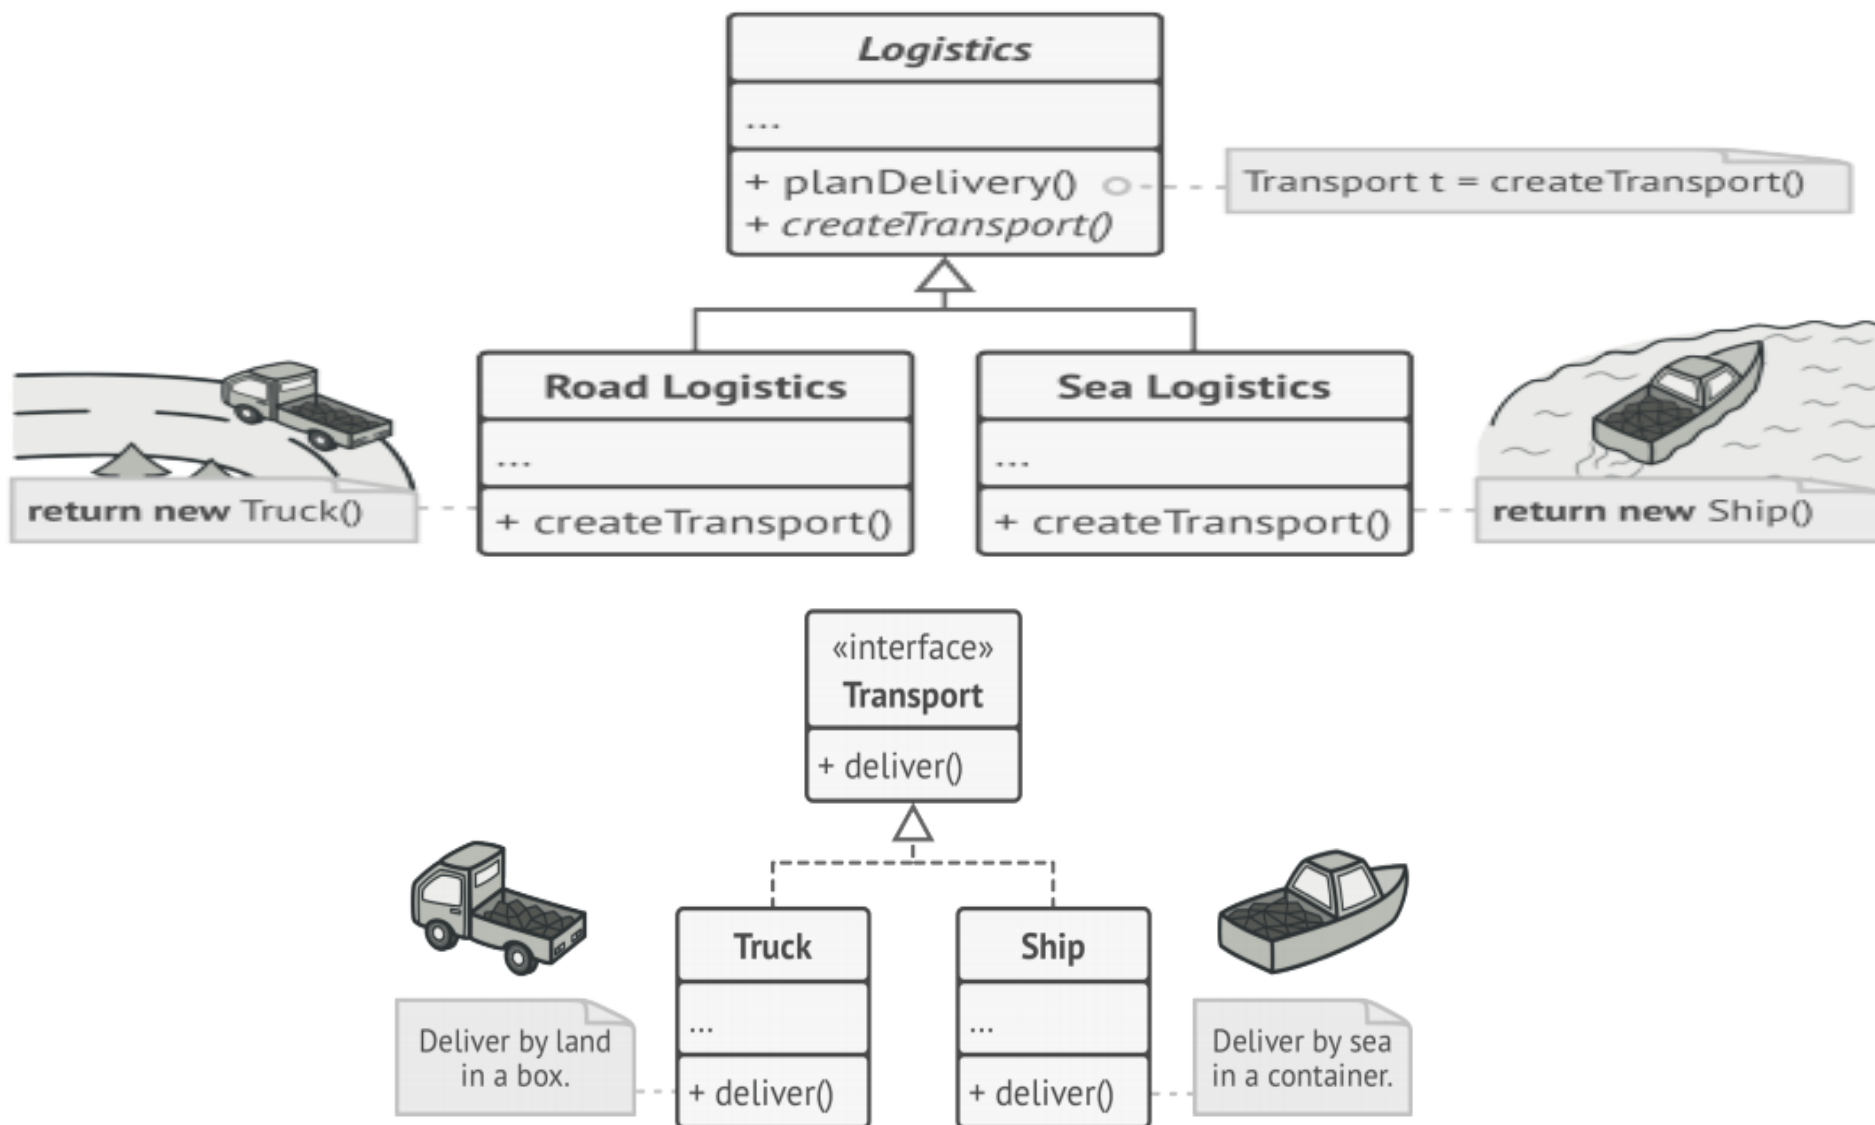 Logistics
...
+ planDelivery()
Transport t = createTransport()
+ createTransport()
Road Logistics
...
+ createTransport()
return new Truck()
Sea Logistics
...
+ createTransport()
return new Ship()
«interface»
Transport
+ deliver()
Truck
...
+ deliver()
Deliver by land
in a box.
Ship
...
+ deliver()
Deliver by sea
in a container.